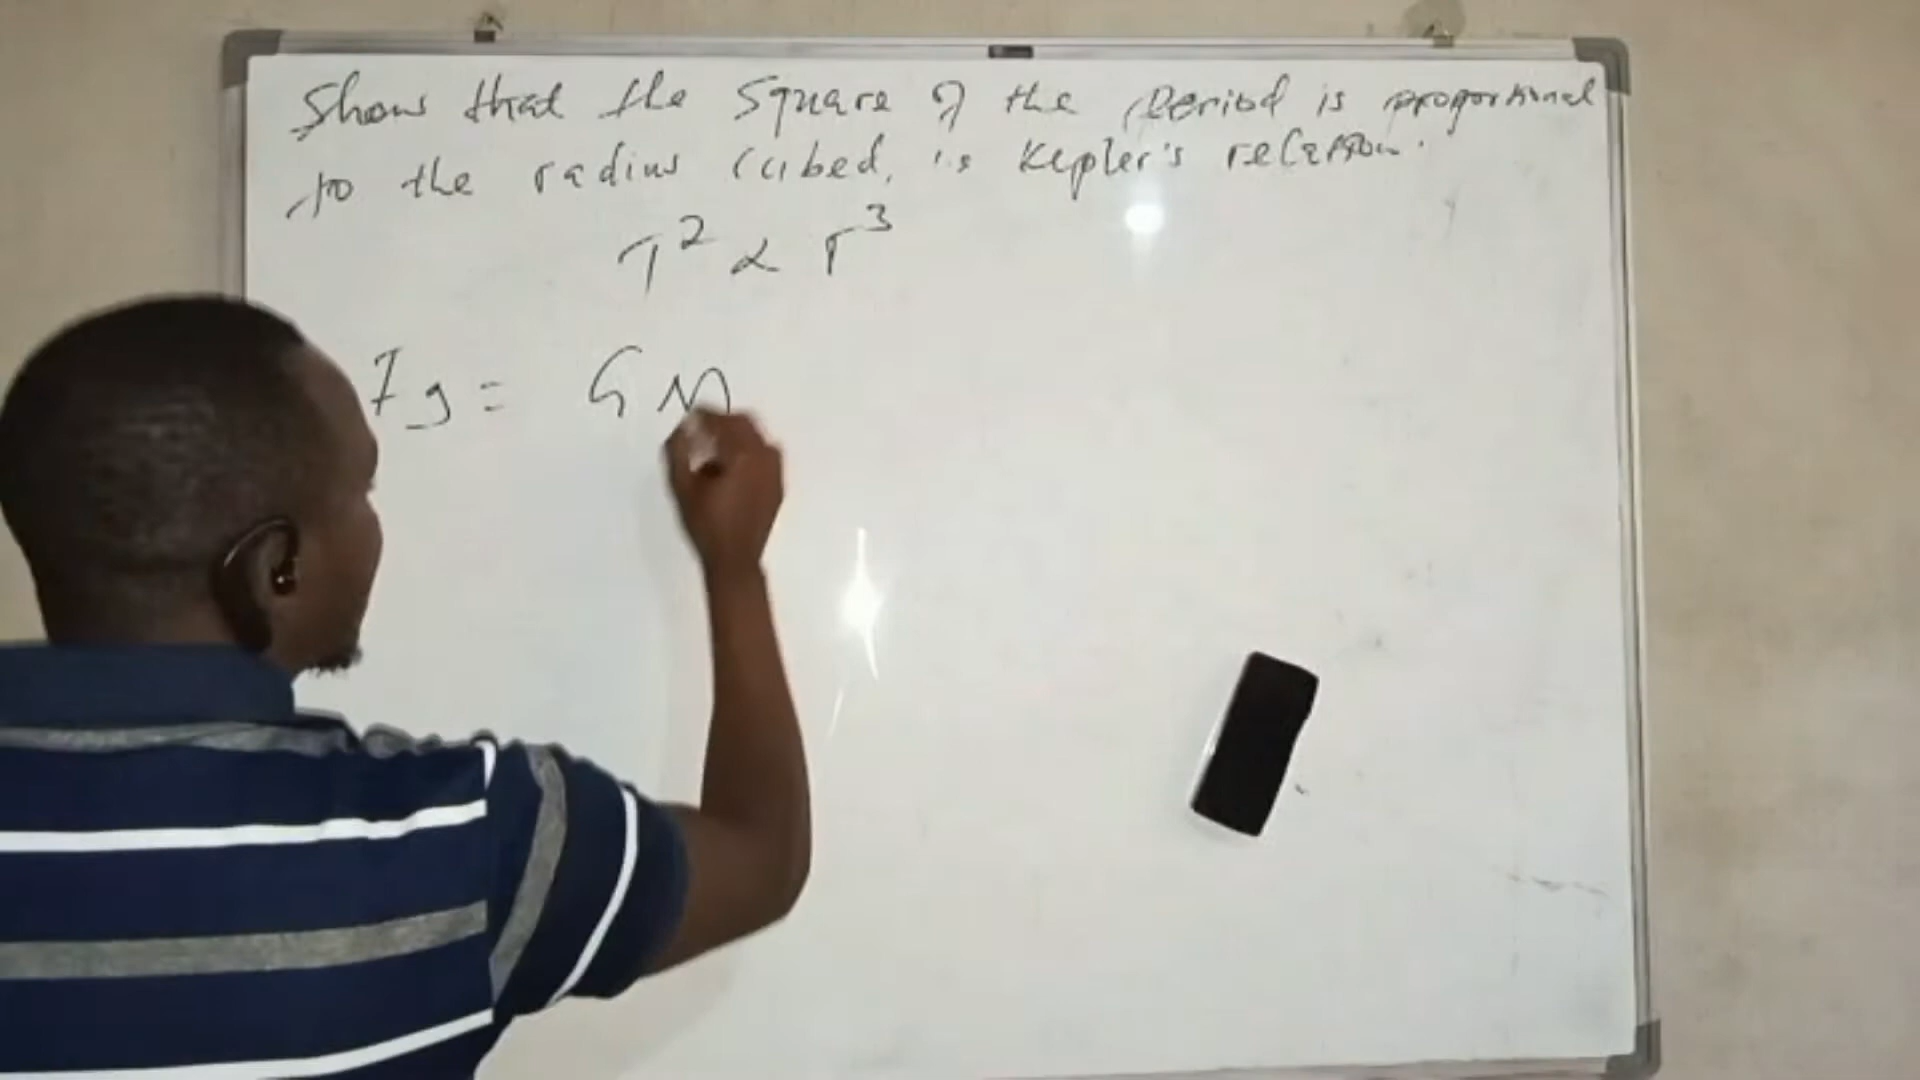 Show that the Square of the Period is proportional
to the radius cubed, is Kepler's relation.
T² ∝ r³
Fg = GM